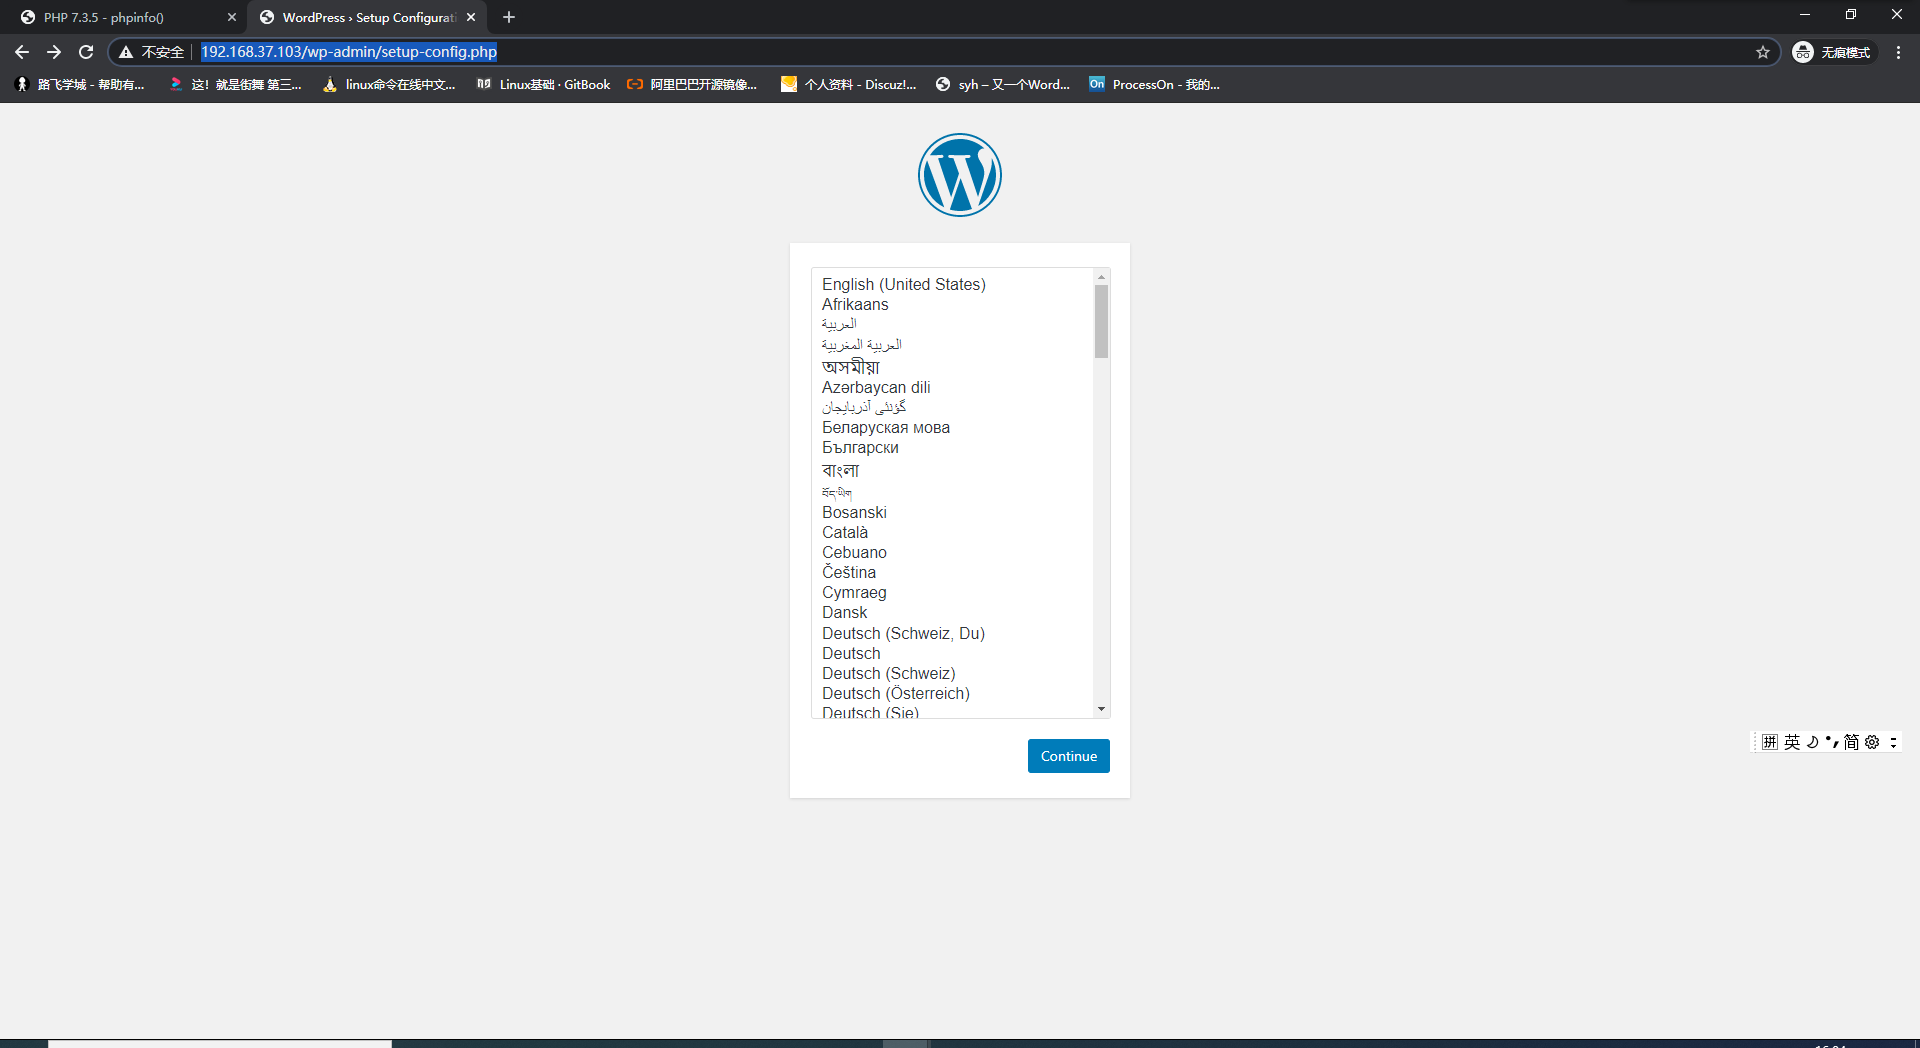 PHP 7.3.5 - phpinfo()
WordPress › Setup Configurati
不安全
192.168.37.103/wp-admin/setup-config.php
无痕模式
路飞学城 - 帮助有...
这！就是街舞 第三...
linux命令在线中文...
Linux基础 · GitBook
阿里巴巴开源镜像...
个人资料 - Discuz!...
syh – 又一个Word...
On
ProcessOn - 我的...
W
English (United States)
Afrikaans
العربية
العربية المغربية
অসমীয়া
Azərbaycan dili
گؤنئی آذربایجان
Беларуская мова
Български
বাংলা
བོད་ཡིག
Bosanski
Català
Cebuano
Čeština
Cymraeg
Dansk
Deutsch (Schweiz, Du)
Deutsch
Deutsch (Schweiz)
Deutsch (Österreich)
Deutsch (Sie)
Continue
拼 英 简